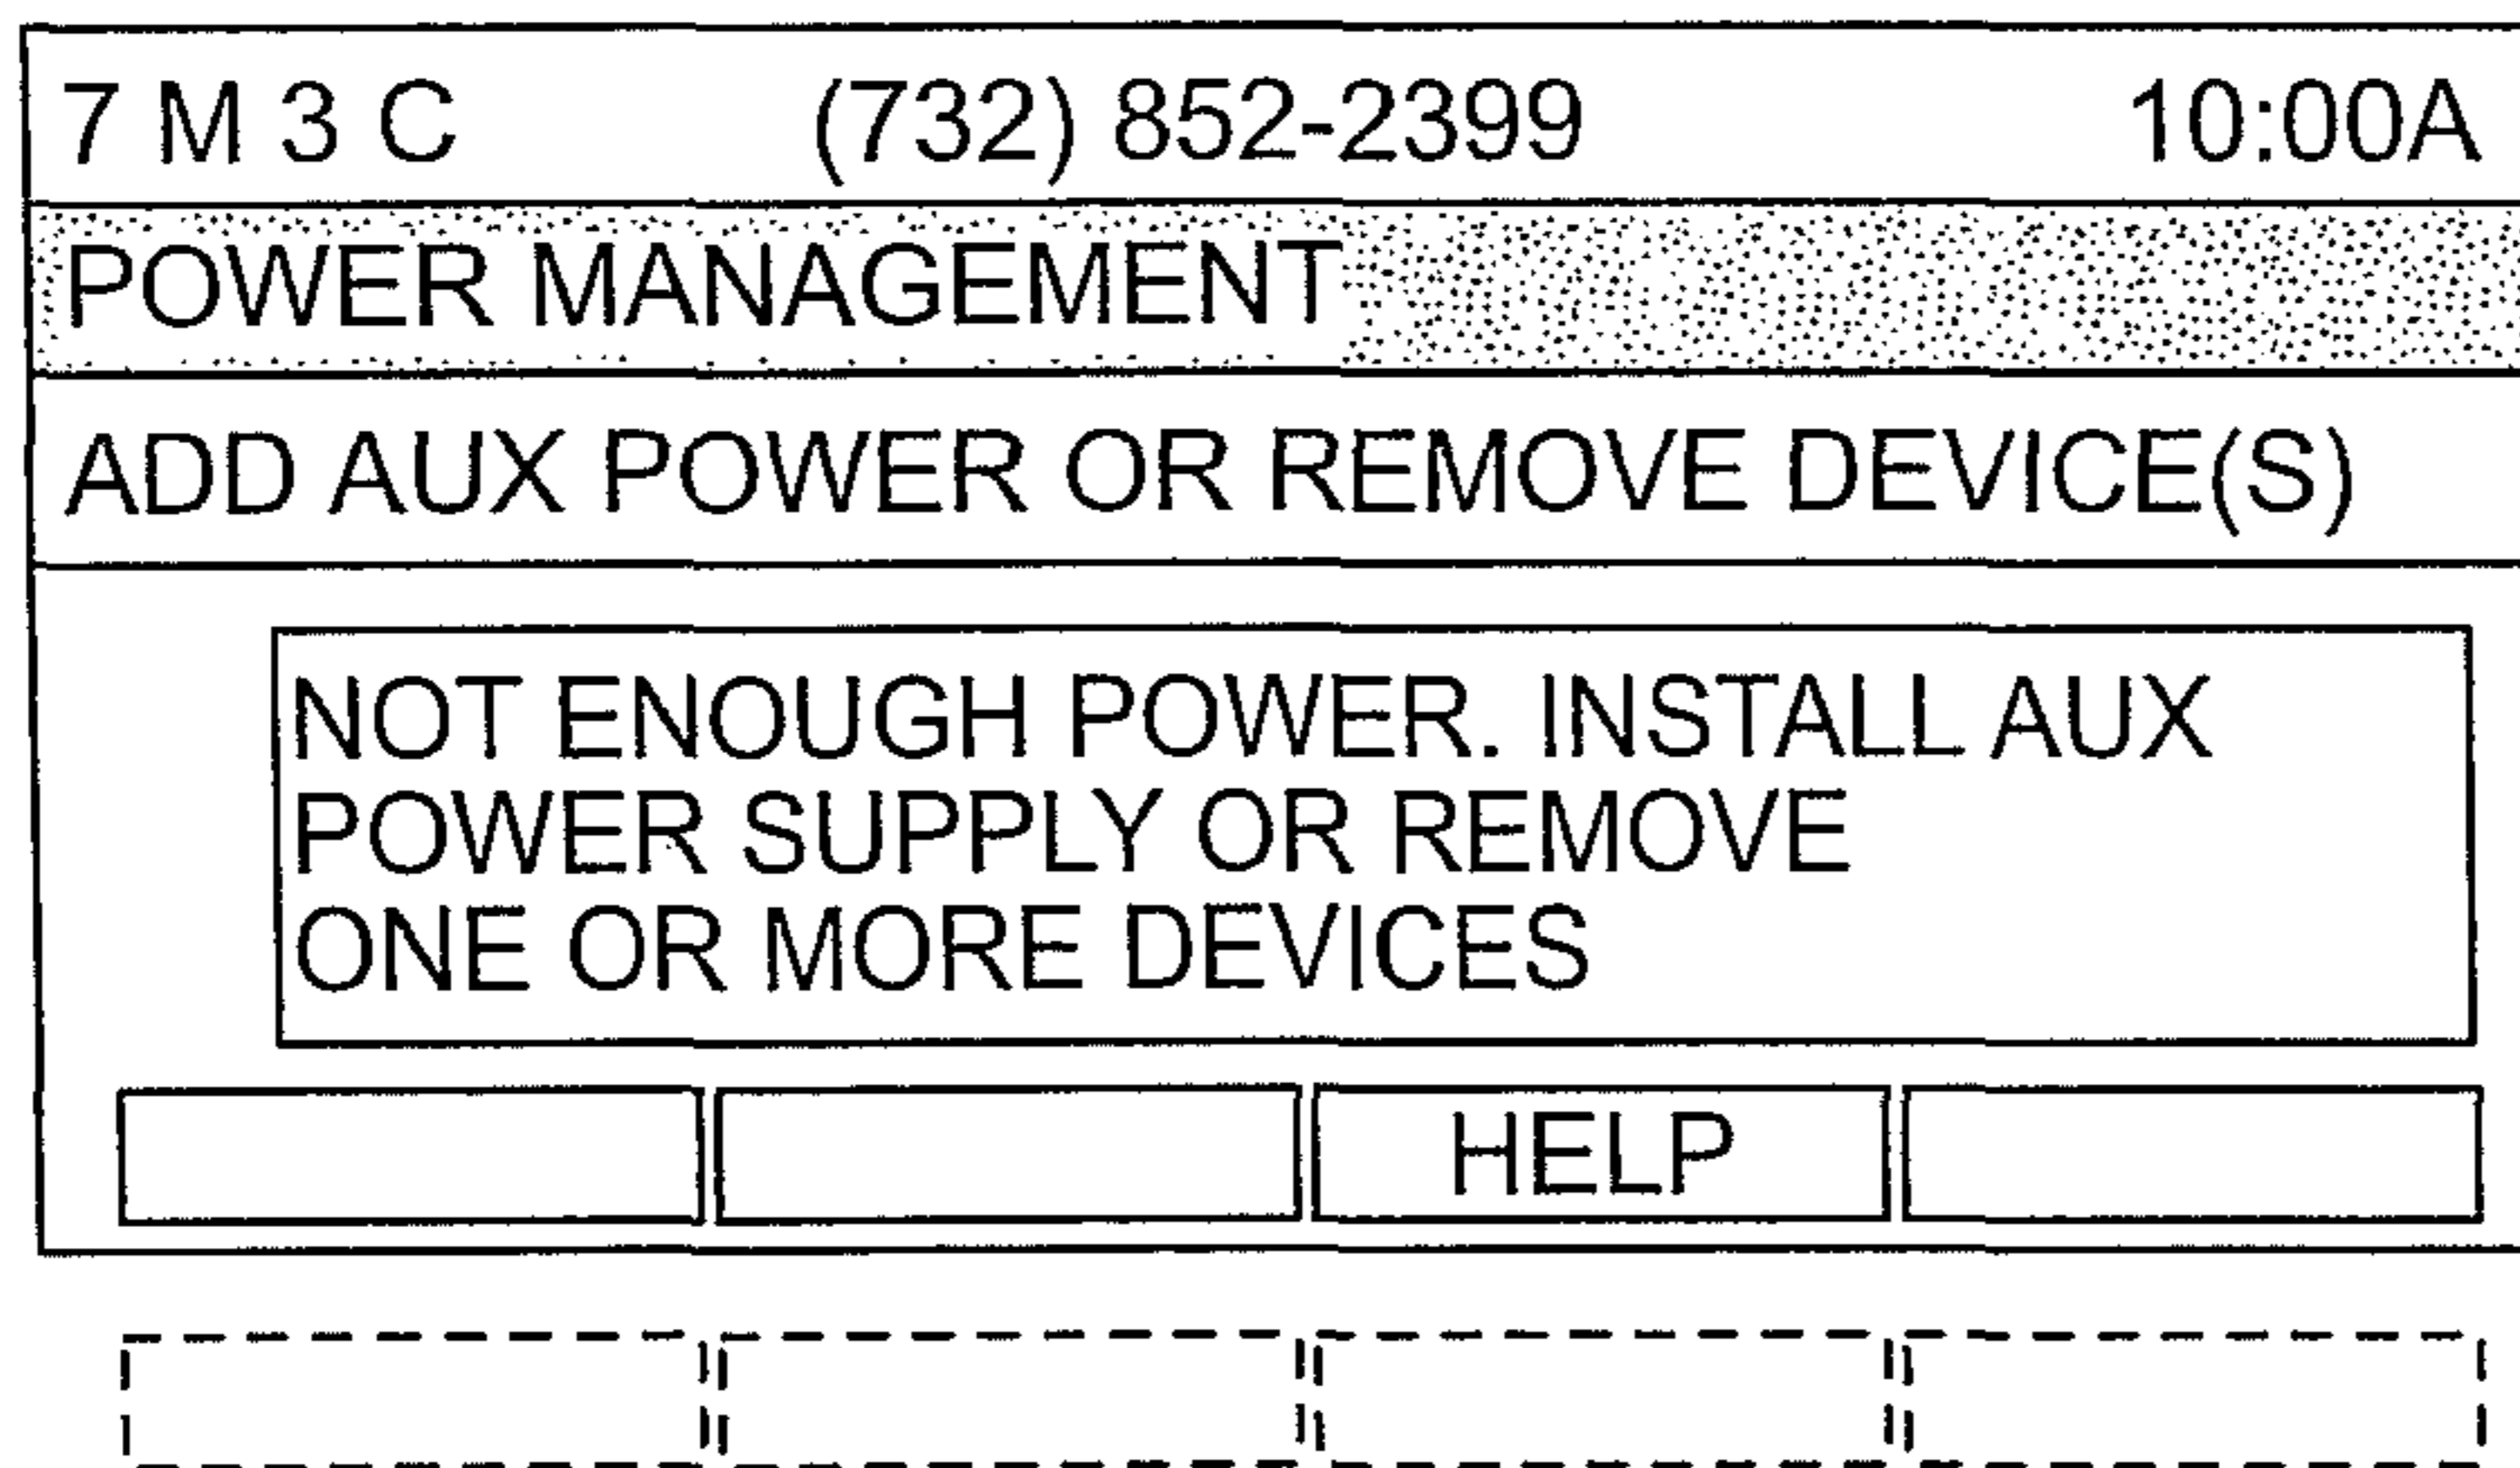 7 M 3 C (732) 852-2399 10:00A
POWER MANAGEMENT
ADD AUX POWER OR REMOVE DEVICE(S)
NOT ENOUGH POWER. INSTALL AUX
POWER SUPPLY OR REMOVE
ONE OR MORE DEVICES
HELP